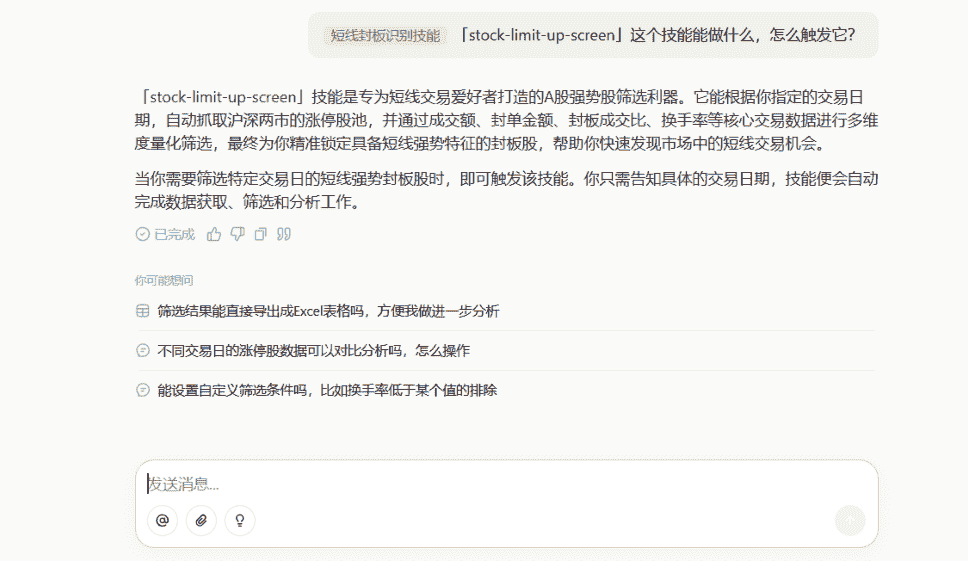 短线封板识别技能 「stock-limit-up-screen」这个技能能做什么，怎么触发它？
「stock-limit-up-screen」技能是专为短线交易爱好者打造的A股强势股筛选利器。它能根据你指定的交易日
期，自动抓取沪深两市的涨停股池，并通过成交额、封单金额、封板成交比、换手率等核心交易数据进行多维
度量化筛选，最终为你精准锁定具备短线强势特征的封板股，帮助你快速发现市场中的短线交易机会。
当你需要筛选特定交易日的短线强势封板股时，即可触发该技能。你只需告知具体的交易日期，技能便会自动
完成数据获取、筛选和分析工作。
已完成
你可能想问
筛选结果能直接导出成Excel表格吗，方便我做进一步分析
不同交易日的涨停股数据可以对比分析吗，怎么操作
能设置自定义筛选条件吗，比如换手率低于某个值的排除
发送消息...